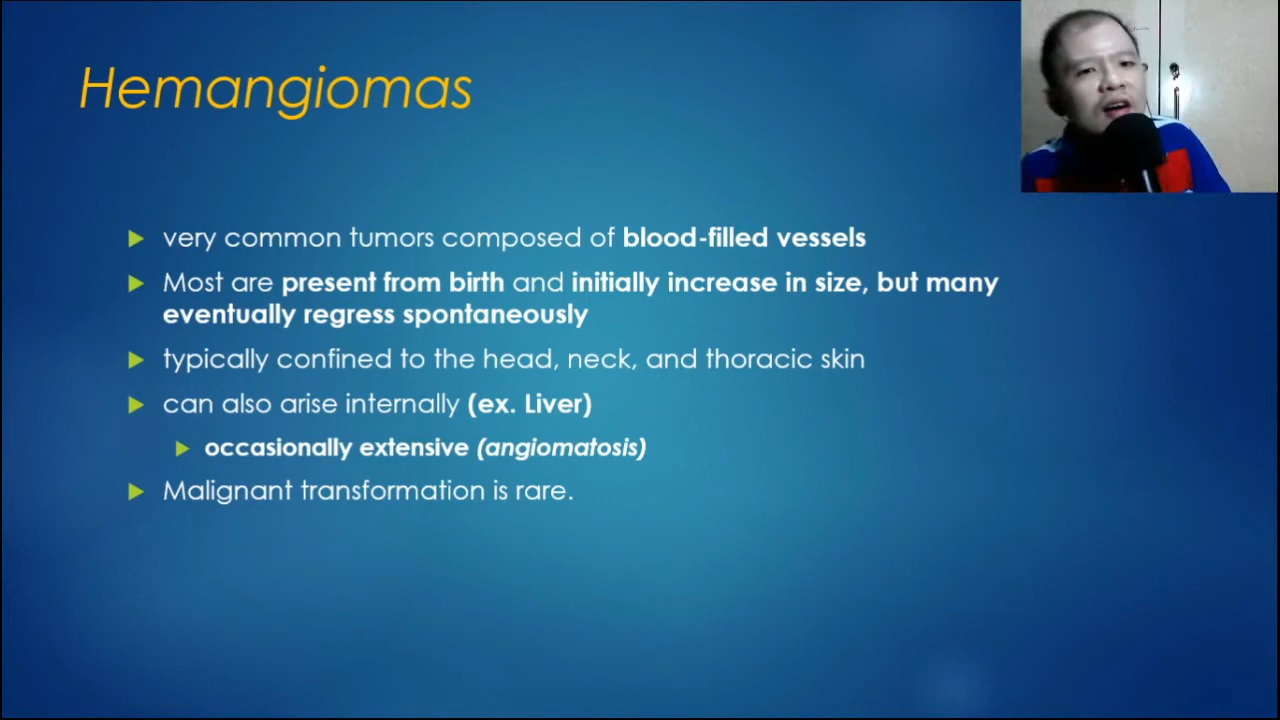 Hemangiomas
very common tumors composed of blood-filled vessels
Most are present from birth and initially increase in size, but many
eventually regress spontaneously
typically confined to the head, neck, and thoracic skin
can also arise internally (ex. Liver)
occasionally extensive (angiomatosis)
Malignant transformation is rare.